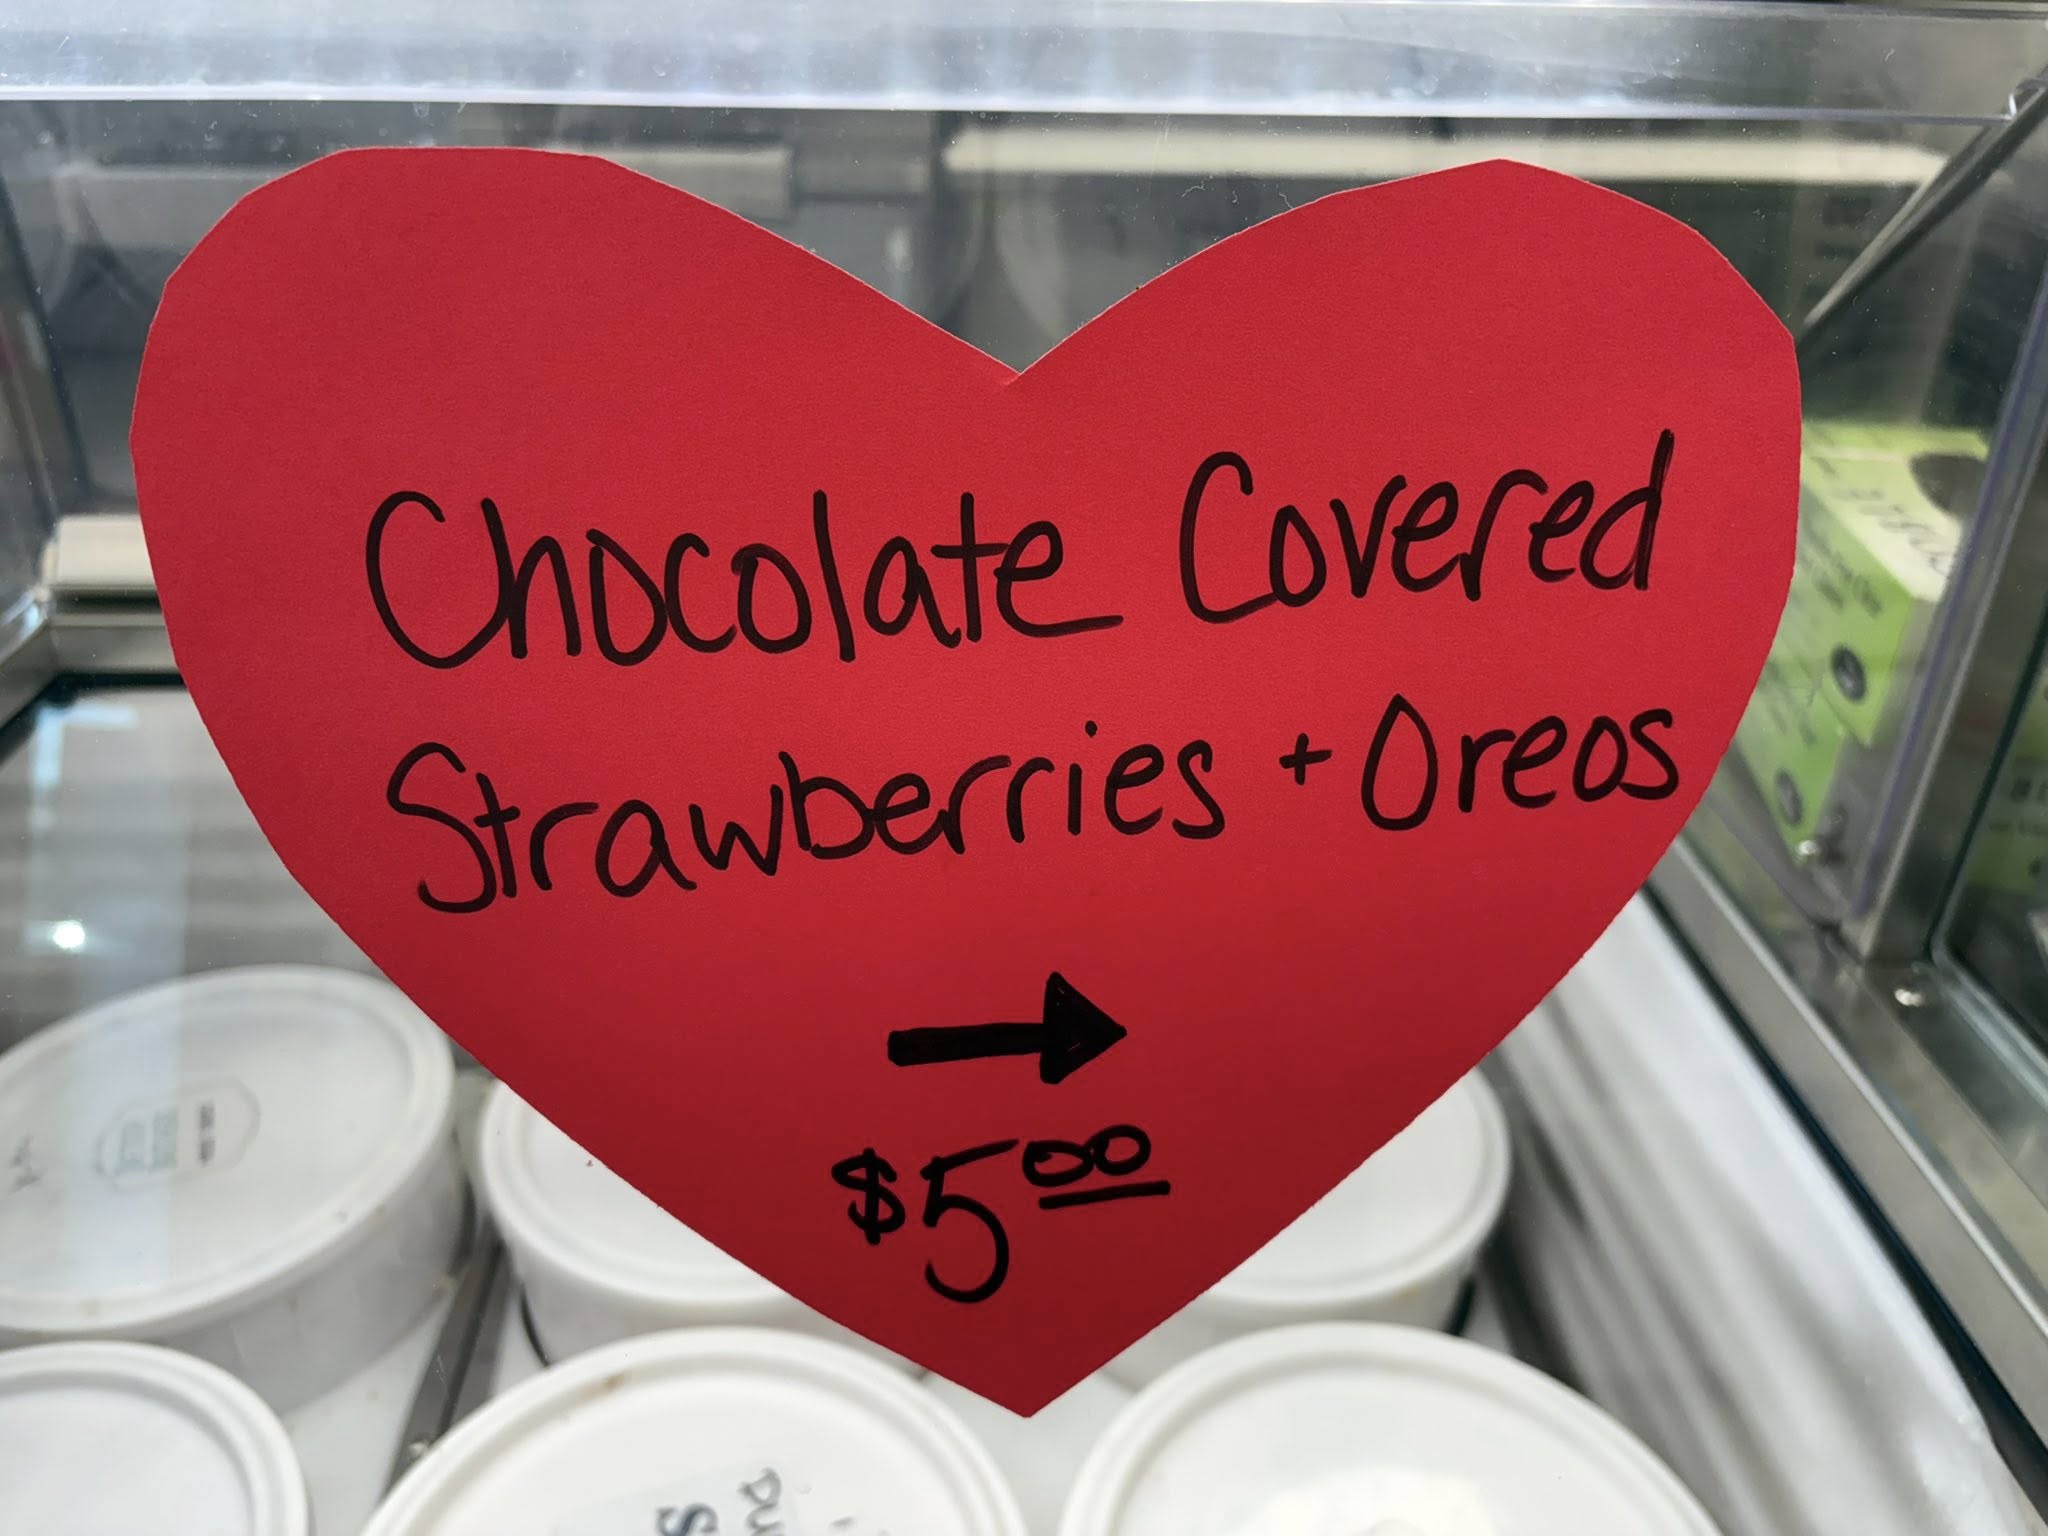 Chocolate Covered
Strawberries + Oreos
→
$5.00